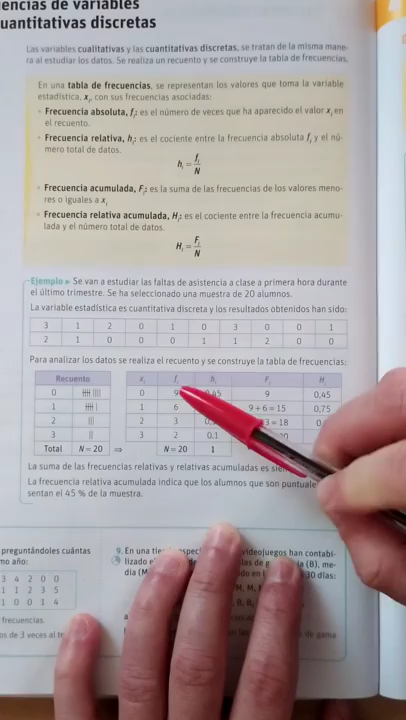 encias de variables
uantitativas discretas
Las variables cualitativas y las cuantitativas discretas, se tratan de la misma mane-
ra al estudiar los datos. Se realiza un recuento y se construye la tabla de frecuencias.
En una tabla de frecuencias, se representan los valores que toma la variable
estadística, xᵢ, con sus frecuencias asociadas:
• Frecuencia absoluta, fᵢ: es el número de veces que ha aparecido el valor xᵢ en
el recuento.
• Frecuencia relativa, hᵢ: es el cociente entre la frecuencia absoluta fᵢ y el nú-
mero total de datos.
hᵢ = fᵢ/N
• Frecuencia acumulada, Fᵢ: es la suma de las frecuencias de los valores meno-
res o iguales a xᵢ
• Frecuencia relativa acumulada, Hᵢ: es el cociente entre la frecuencia acumu-
lada y el número total de datos.
Hᵢ = Fᵢ/N
Ejemplo ▸ Se van a estudiar las faltas de asistencia a clase a primera hora durante
el último trimestre. Se ha seleccionado una muestra de 20 alumnos.
La variable estadística es cuantitativa discreta y los resultados obtenidos han sido:
3 1 2 0 1 0 3 0 0 1
2 1 0 0 0 1 1 2 0 0
Para analizar los datos se realiza el recuento y se construye la tabla de frecuencias:
Recuento xᵢ fᵢ hᵢ Fᵢ Hᵢ
0 0 9 0,45 9 0,45
1 1 6 9 + 6 = 15 0,75
2 2 3 3 = 18
3 3 2 0,1
Total N = 20 ⇒ N = 20 1
La suma de las frecuencias relativas y relativas acumuladas es
La frecuencia relativa acumulada indica que los alumnos que son puntuale
sentan el 45 % de la muestra.
preguntándoles cuántas
mo año:
3 4 2 0 0
1 1 2 3 5
1 0 0 1 4
frecuencias.
os de 3 veces al
9. En una videojuegos han contabi-
lizado (B), me-
día (M 30 días:
de gama